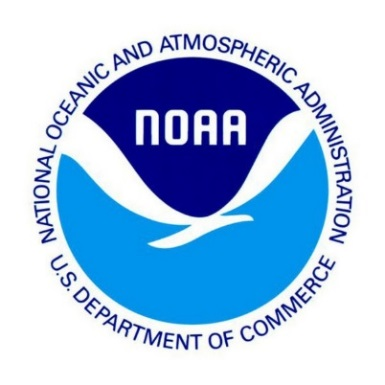 NATIONAL OCEANIC AND ATMOSPHERIC ADMINISTRATION
NOAA
U.S. DEPARTMENT OF COMMERCE